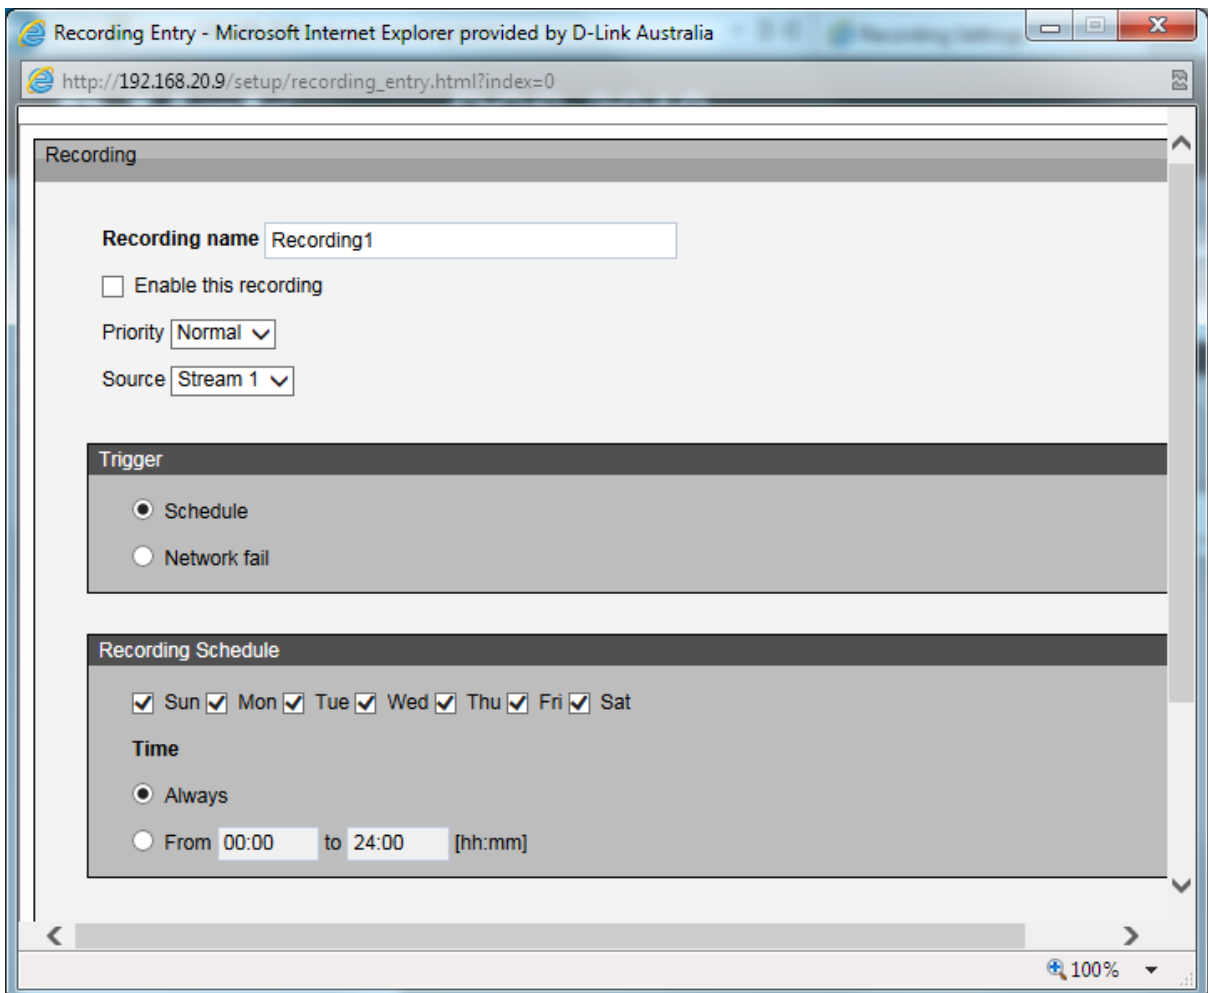 Recording Entry - Microsoft Internet Explorer provided by D-Link Australia
Recording Settings
http://192.168.20.9/setup/recording_entry.html?index=0
Recording
Recording name Recording1
Enable this recording
Priority Normal
Source Stream 1
Trigger
Schedule
Network fail
Recording Schedule
Sun Mon Tue Wed Thu Fri Sat
Time
Always
From 00:00 to 24:00 [hh:mm]
100%